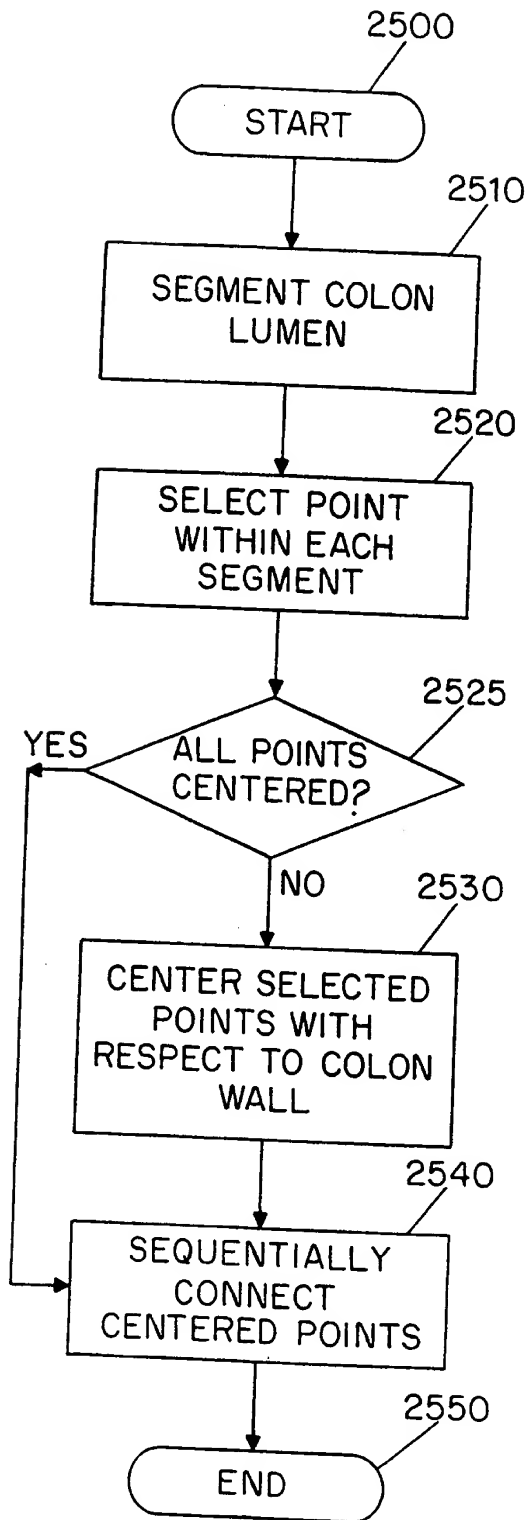 2500
START
2510
SEGMENT COLON
LUMEN
2520
SELECT POINT
WITHIN EACH
SEGMENT
2525
YES
ALL POINTS
CENTERED?
NO
2530
CENTER SELECTED
POINTS WITH
RESPECT TO COLON
WALL
2540
SEQUENTIALLY
CONNECT
CENTERED POINTS
2550
END